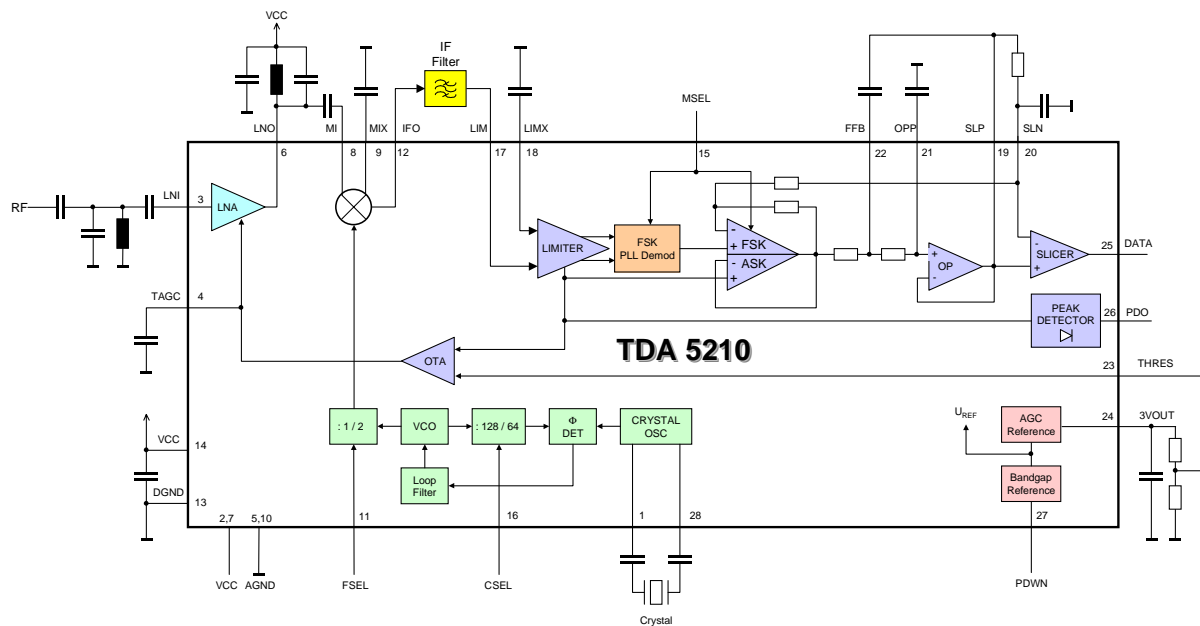 VCC
IF
Filter
MSEL
LNO
MI
MIX
IFO
LIM
LIMX
FFB
OPP
SLP
SLN
6
8
9
12
17
18
15
22
21
19
20
RF
LNI
3
LNA
LIMITER
FSK
PLL Demod
-
+ FSK
- ASK
+
+
-
OP
-
+
SLICER
25
DATA
TAGC
4
PEAK
DETECTOR
26
PDO
OTA
TDA 5210
23
THRES
: 1 / 2
VCO
: 128 / 64
Φ
DET
CRYSTAL
OSC
UREF
AGC
Reference
24
3VOUT
VCC
14
Loop
Filter
Bandgap
Reference
DGND
13
2,7
5,10
11
16
1
28
27
VCC
AGND
FSEL
CSEL
PDWN
Crystal